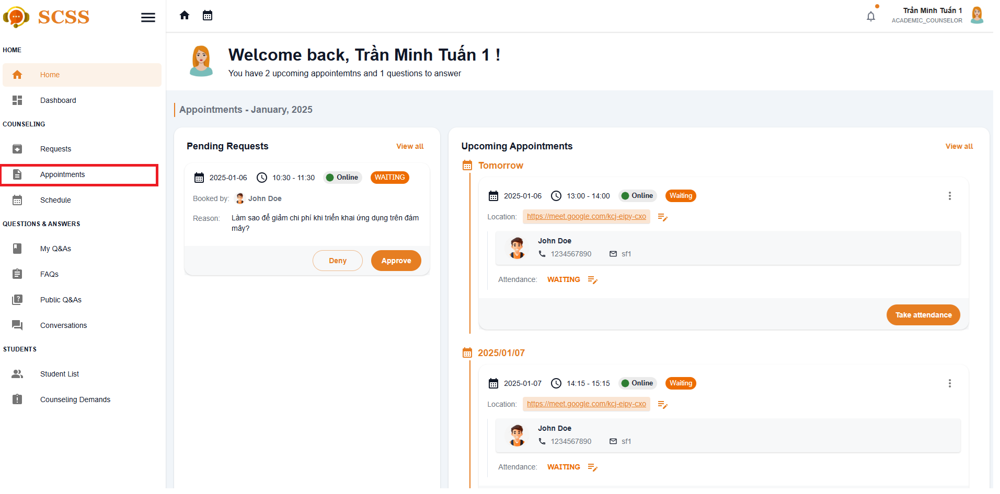 SCSS
HOME
Home
Dashboard
COUNSELING
Requests
Appointments
Schedule
QUESTIONS & ANSWERS
My Q&As
FAQs
Public Q&As
Conversations
STUDENTS
Student List
Counseling Demands
Trần Minh Tuấn 1
ACADEMIC_COUNSELOR
Welcome back, Trần Minh Tuấn 1 !
You have 2 upcoming appointemtns and 1 questions to answer
Appointments - January, 2025
Pending Requests View all
2025-01-06 10:30 - 11:30 Online WAITING
Booked by: John Doe
Reason: Làm sao để giảm chi phí khi triển khai ứng dụng trên đám
mây?
Deny Approve
Upcoming Appointments View all
Tomorrow
2025-01-06 13:00 - 14:00 Online Waiting
Location: https://meet.google.com/kcj-eipy-cxo
John Doe
1234567890 sf1
Attendance: WAITING
Take attendance
2025/01/07
2025-01-07 14:15 - 15:15 Online Waiting
Location: https://meet.google.com/kcj-eipy-cxo
John Doe
1234567890 sf1
Attendance: WAITING